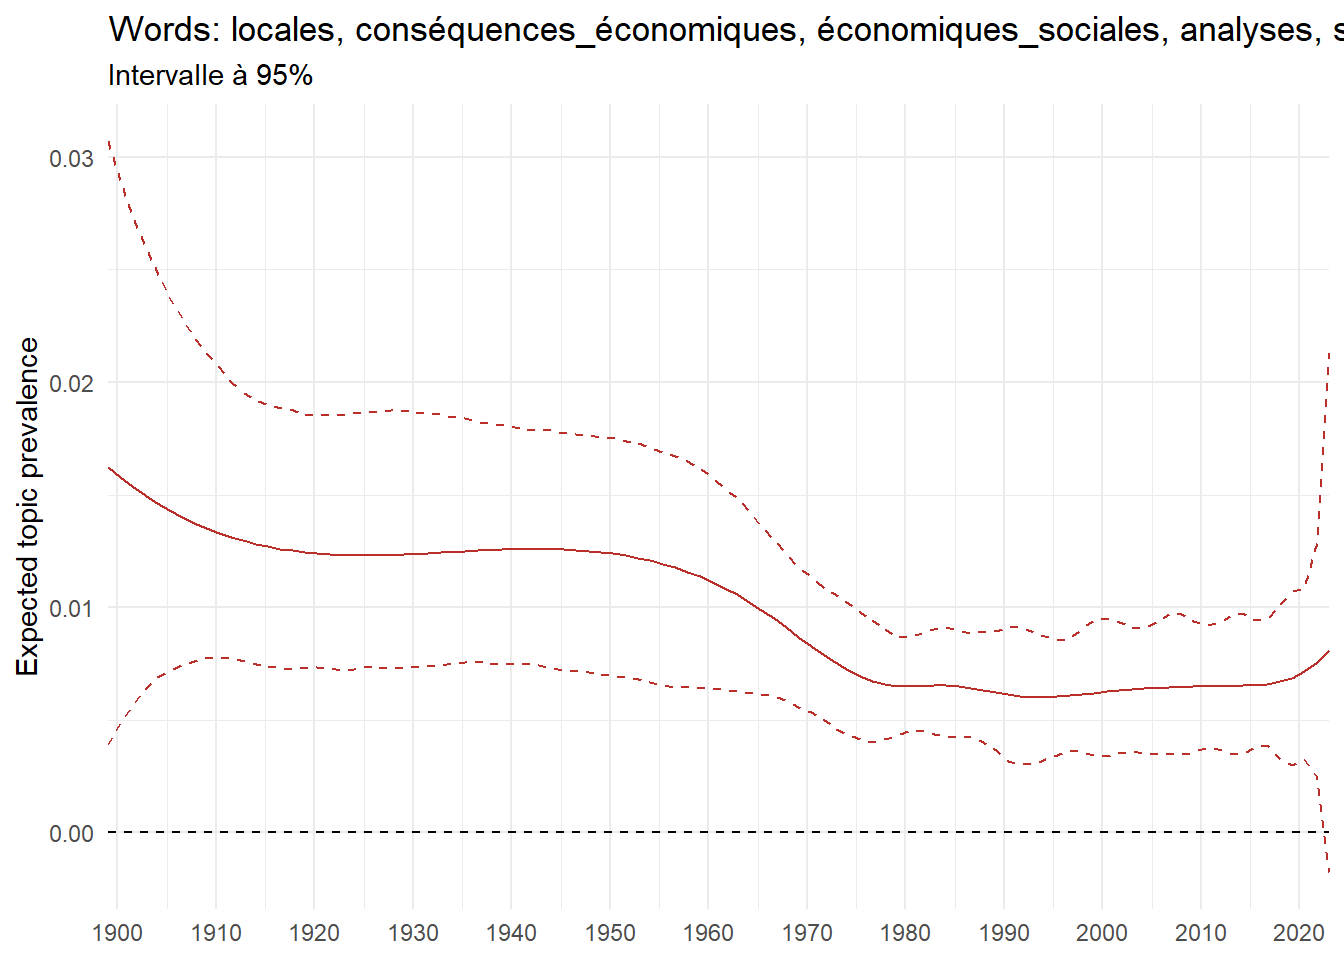 Words: locales, conséquences_économiques, économiques_sociales, analyses, s
Intervalle à 95%
Expected topic prevalence
0.03
0.02
0.01
0.00
1900 1910 1920 1930 1940 1950 1960 1970 1980 1990 2000 2010 2020